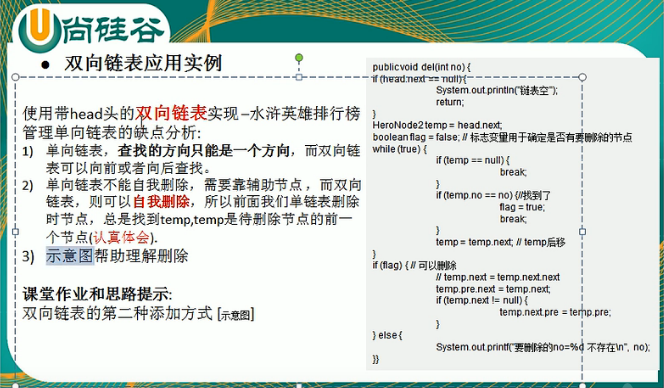 尚硅谷
• 双向链表应用实例
使用带head头的双向链表实现 –水浒英雄排行榜
管理单向链表的缺点分析:
1) 单向链表，查找的方向只能是一个方向，而双向链
表可以向前或者向后查找。
2) 单向链表不能自我删除，需要靠辅助节点 ，而双向
链表，则可以自我删除，所以前面我们单链表删除
时节点，总是找到temp,temp是待删除节点的前一
个节点(认真体会).
3) 示意图帮助理解删除
课堂作业和思路提示:
双向链表的第二种添加方式 [示意图]
public void del(int no) {
if (head.next == null) {
System.out.println("链表空");
return;
}
HeroNode2 temp = head.next;
boolean flag = false; // 标志变量用于确定是否有要删除的节点
while (true) {
if (temp == null) {
break;
}
if (temp.no == no) {//找到了
flag = true;
break;
}
temp = temp.next; // temp后移
}
if (flag) { // 可以删除
// temp.next = temp.next.next
temp.pre.next = temp.next;
if (temp.next != null) {
temp.next.pre = temp.pre;
}
} else {
System.out.printf("要删除的no=%d 不存在\n", no);
}}